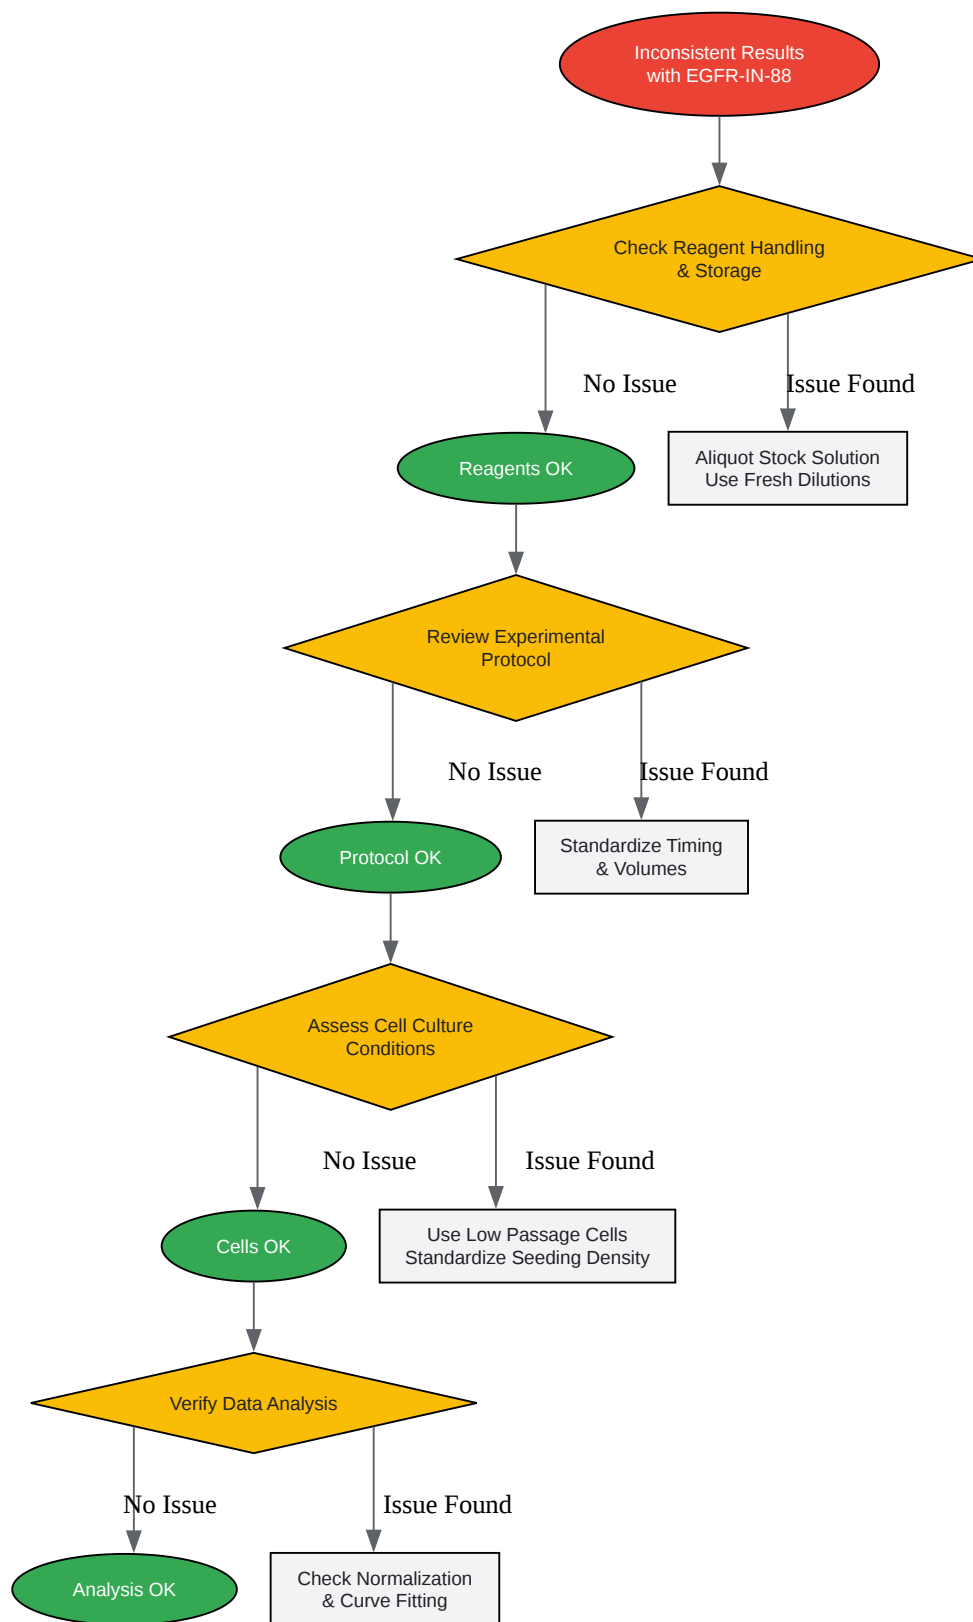 Inconsistent Results
with EGFR-IN-88
Check Reagent Handling
& Storage
No Issue
Issue Found
Reagents OK
Aliquot Stock Solution
Use Fresh Dilutions
Review Experimental
Protocol
No Issue
Issue Found
Protocol OK
Standardize Timing
& Volumes
Assess Cell Culture
Conditions
No Issue
Issue Found
Cells OK
Use Low Passage Cells
Standardize Seeding Density
Verify Data Analysis
No Issue
Issue Found
Analysis OK
Check Normalization
& Curve Fitting